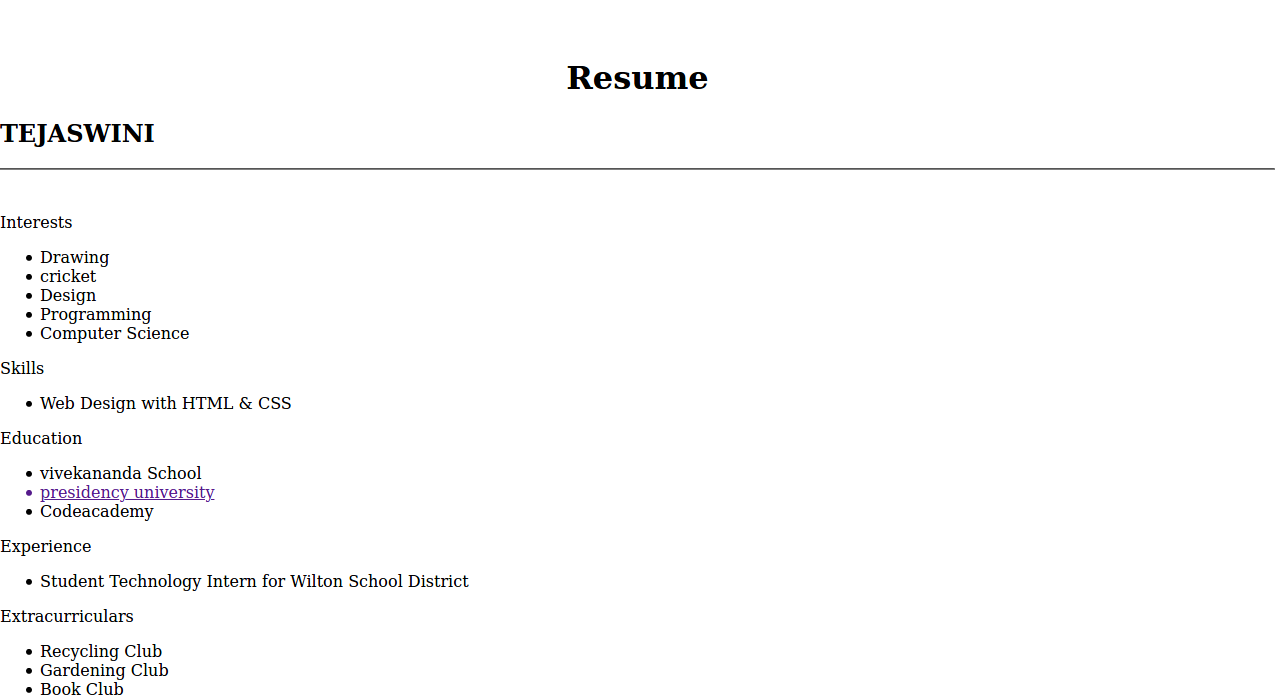 Resume
TEJASWINI
Interests
Drawing
cricket
Design
Programming
Computer Science
Skills
Web Design with HTML & CSS
Education
vivekananda School
presidency university
Codeacademy
Experience
Student Technology Intern for Wilton School District
Extracurriculars
Recycling Club
Gardening Club
Book Club